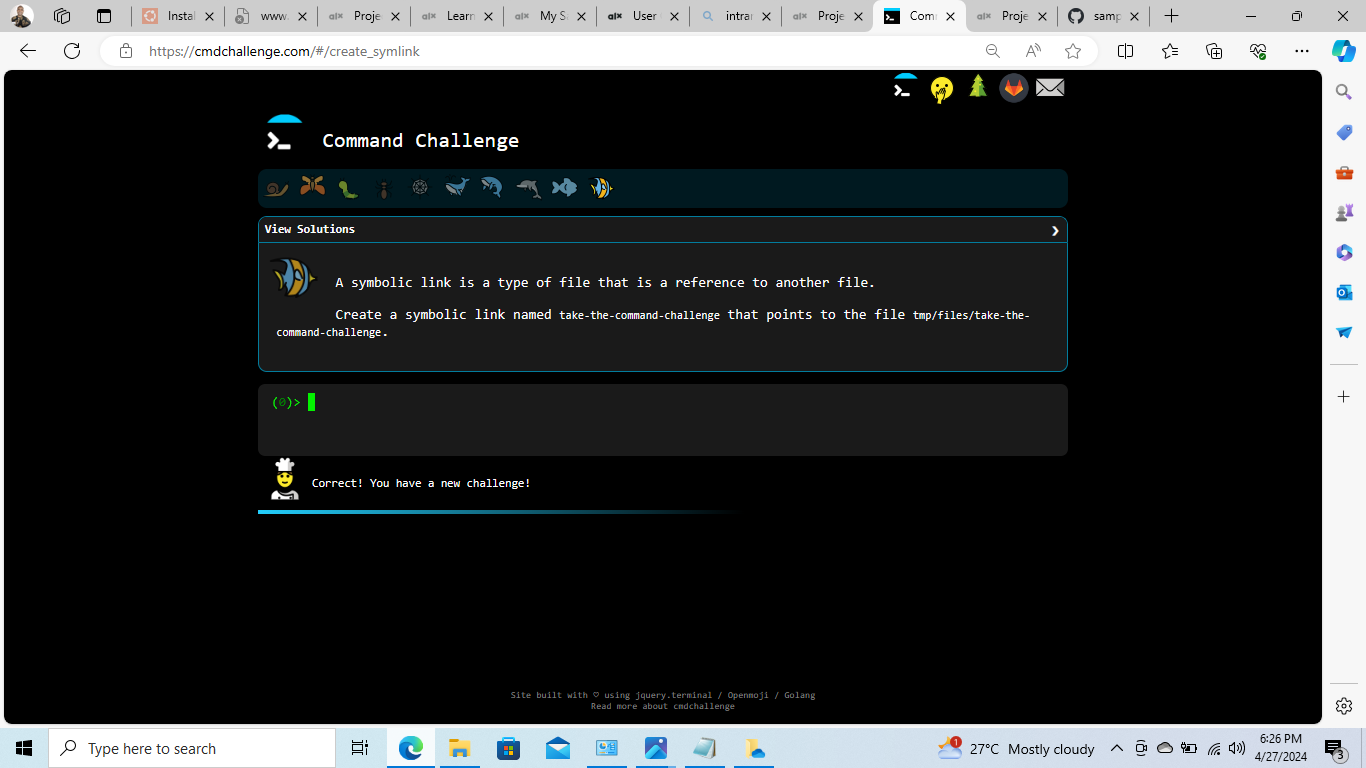 Instal
www.
Proje
Learn
My S
User
intrar
Proje
Com
Proje
samp
https://cmdchallenge.com/#/create_symlink
Command Challenge
View Solutions
A symbolic link is a type of file that is a reference to another file.
Create a symbolic link named take-the-command-challenge that points to the file tmp/files/take-the-
command-challenge.
(0)>
Correct! You have a new challenge!
Site built with ♡ using jquery.terminal / Openmoji / Golang
Read more about cmdchallenge
Type here to search
1
27°C Mostly cloudy
6:26 PM
4/27/2024
3